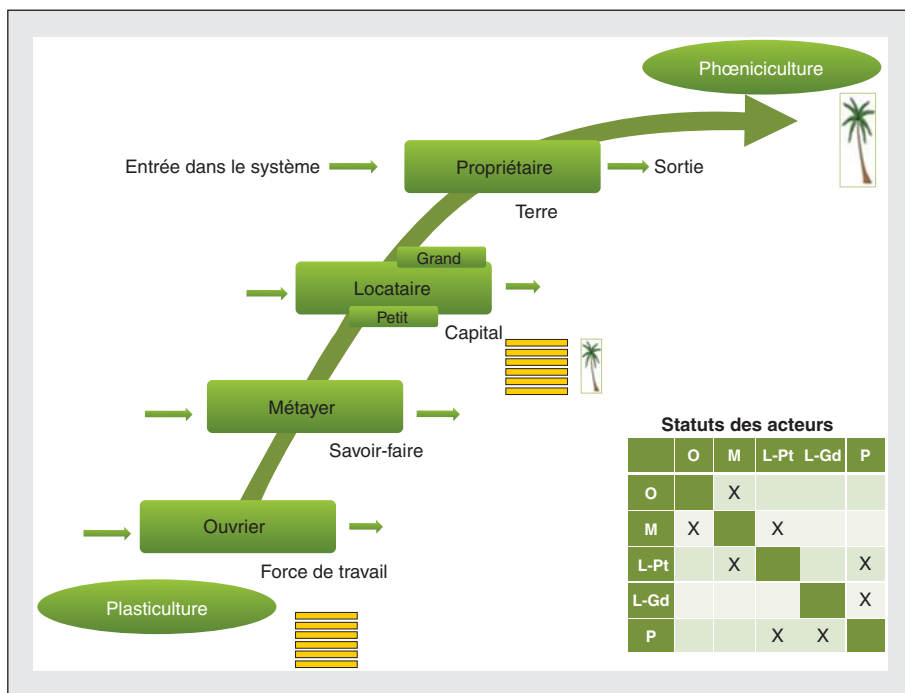 Phœniciculture
Entrée dans le système
Propriétaire
Sortie
Terre
Grand
Locataire
Petit
Capital
Métayer
Savoir-faire
Ouvrier
Force de travail
Plasticulture
Statuts des acteurs
O M L-Pt L-Gd P
O X
M X X
L-Pt X X
L-Gd X
P X X